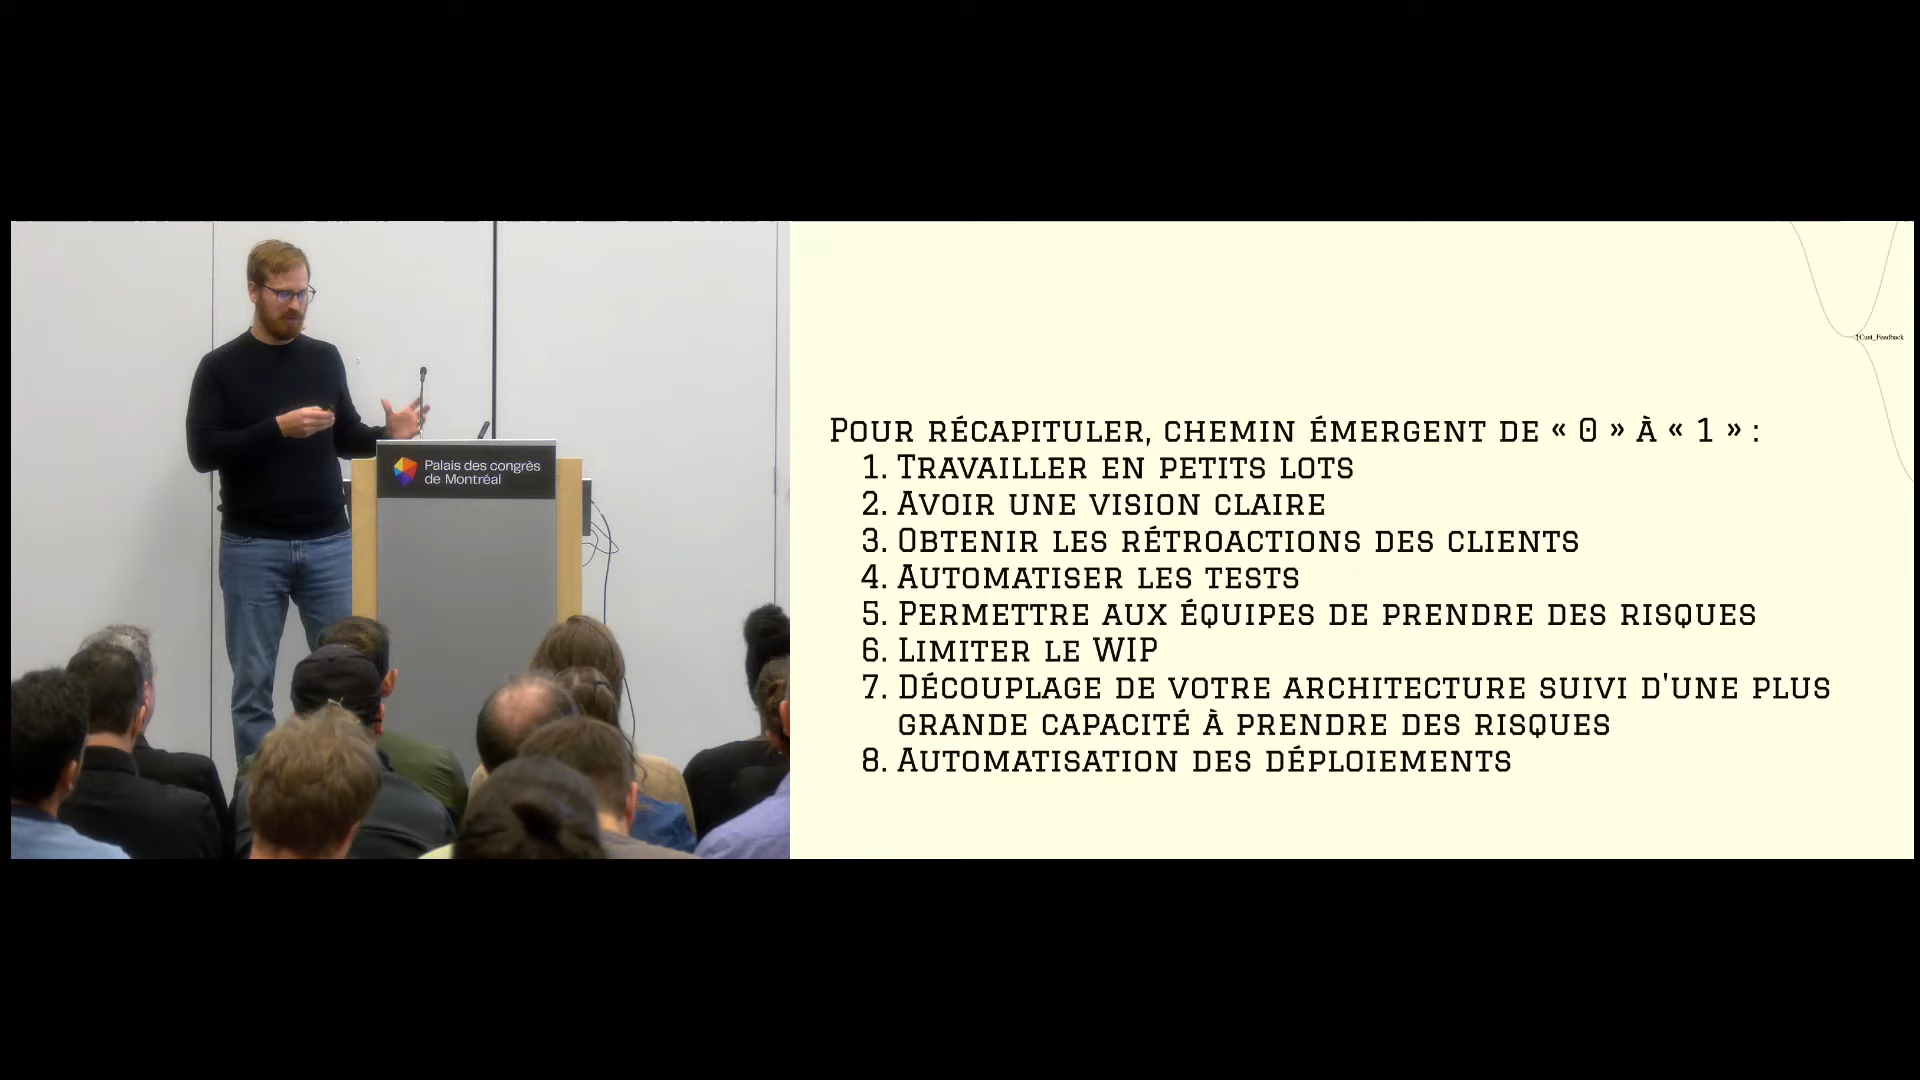 Palais des congrès
de Montréal
↑Cust_Feedback
Pour récapituler, chemin émergent de « 0 » à « 1 » :
1. Travailler en petits lots
2. Avoir une vision claire
3. Obtenir les rétroactions des clients
4. Automatiser les tests
5. Permettre aux équipes de prendre des risques
6. Limiter le WIP
7. Découplage de votre architecture suivi d'une plus
grande capacité à prendre des risques
8. Automatisation des déploiements